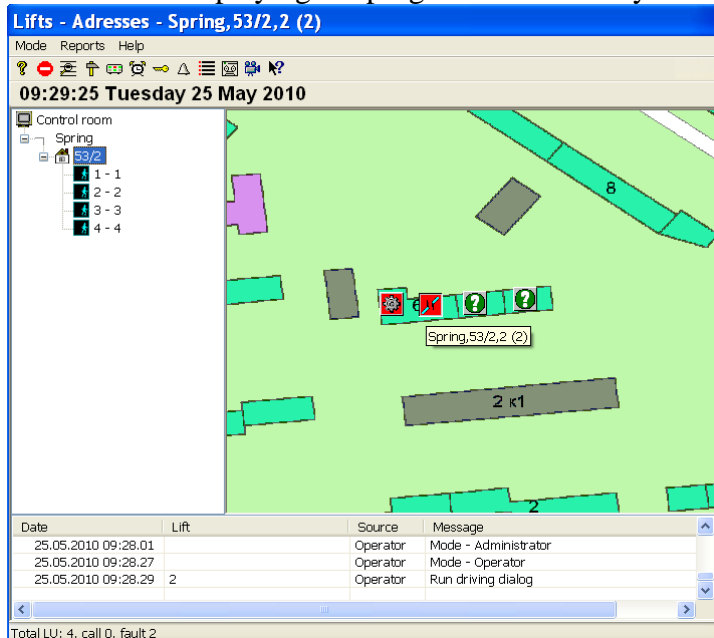 Lifts - Adresses - Spring,53/2,2 (2)
Mode Reports Help
09:29:25 Tuesday 25 May 2010
Control room
Spring
53/2
1 - 1
2 - 2
3 - 3
4 - 4
8
6
Spring,53/2,2 (2)
2 к1
2
Date Lift Source Message
25.05.2010 09:28.01 Operator Mode - Administrator
25.05.2010 09:28.27 Operator Mode - Operator
25.05.2010 09:28.29 2 Operator Run driving dialog
Total LU: 4, call 0, fault 2